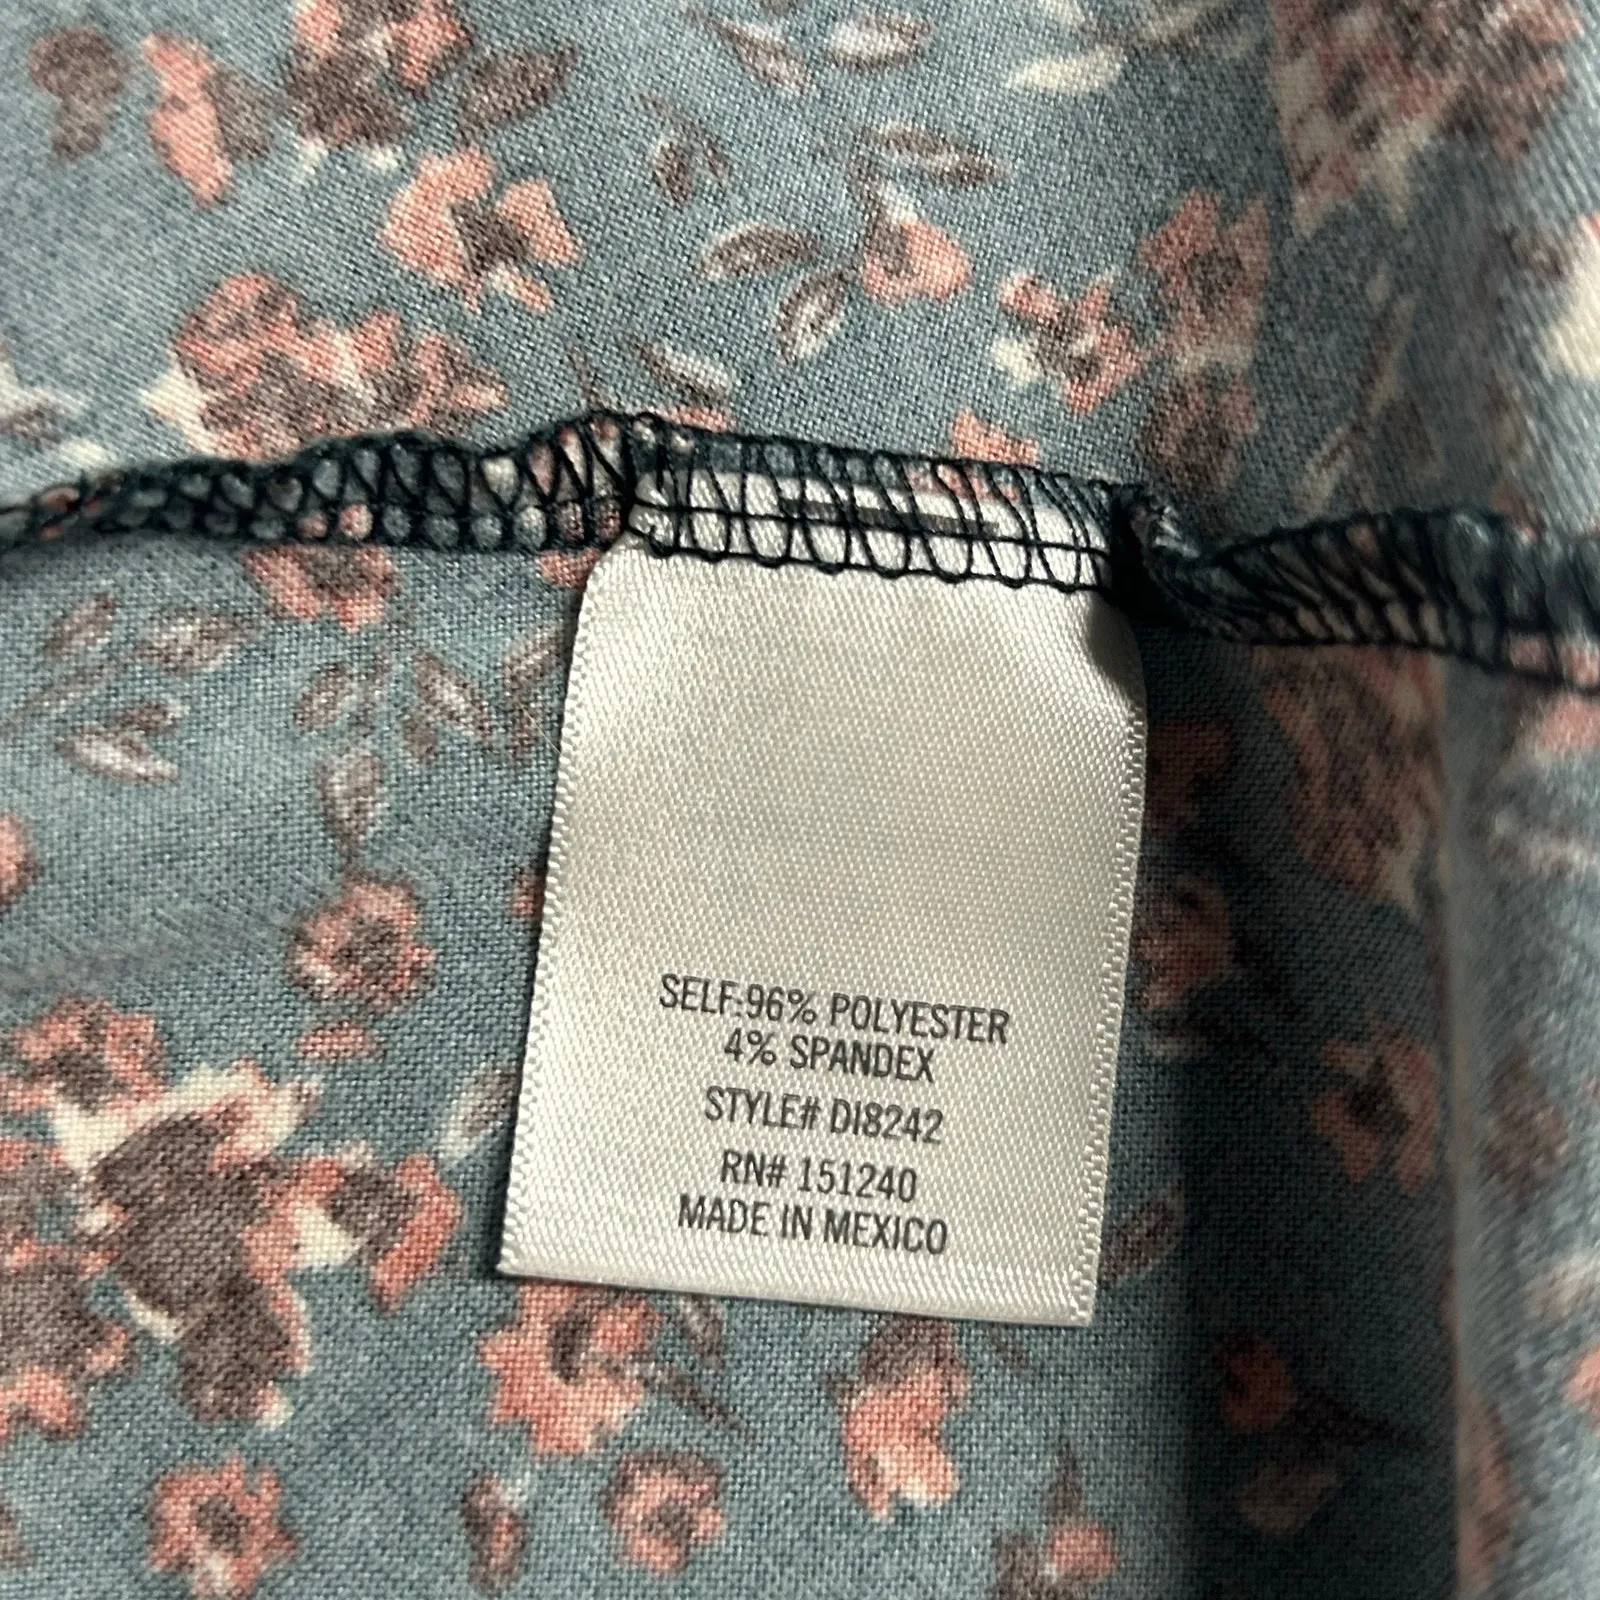 SELF:96% POLYESTER
4% SPANDEX
STYLE# DI8242
RN# 151240
MADE IN MEXICO